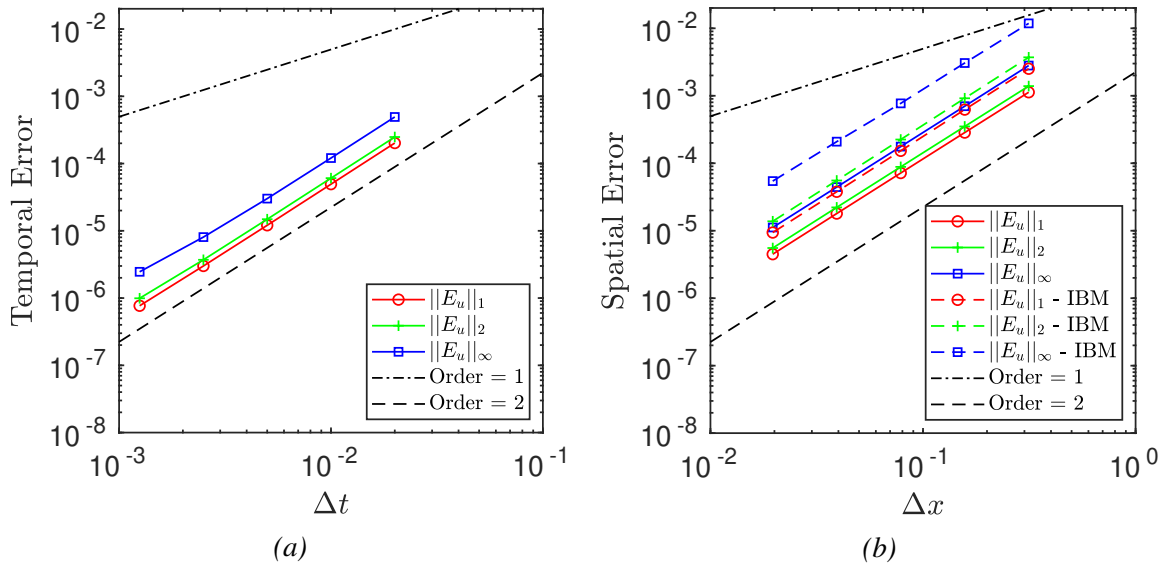 10^-2
10^-3
10^-4
10^-5
10^-6
10^-7
10^-8
Temporal Error
||E_u||_1
||E_u||_2
||E_u||_∞
Order = 1
Order = 2
10^-3
10^-2
10^-1
Δt
(a)
10^-2
10^-3
10^-4
10^-5
10^-6
10^-7
10^-8
Spatial Error
||E_u||_1
||E_u||_2
||E_u||_∞
||E_u||_1 - IBM
||E_u||_2 - IBM
||E_u||_∞ - IBM
Order = 1
Order = 2
10^-2
10^-1
10^0
Δx
(b)